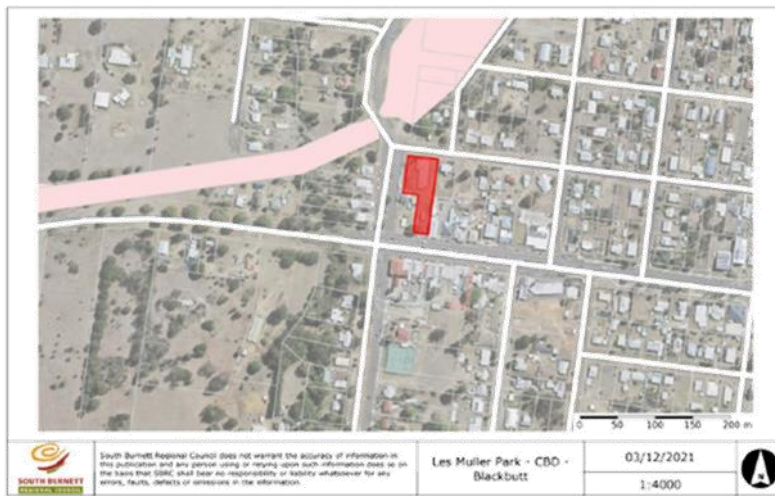 0 50 100 150 200 m
SOUTH BURNETT
REGIONAL COUNCIL
South Burnett Regional Council does not warrant the accuracy of information in
this publication and any person using or relying upon such information does so on
the basis that SBRC shall bear no responsibility or liability whatsoever for any
errors, faults, defects or omissions in the information.
Les Muller Park - CBD -
Blackbutt
03/12/2021
1:4000